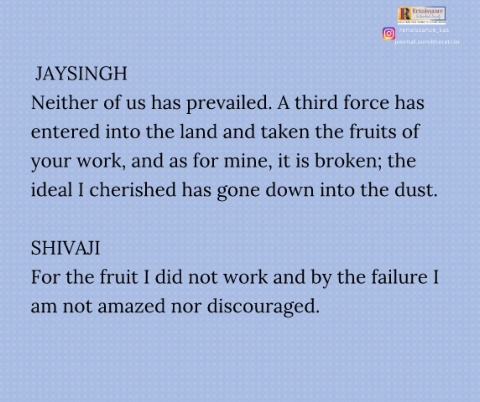 Renaissance
JAYSINGH
Neither of us has prevailed. A third force has
entered into the land and taken the fruits of
your work, and as for mine, it is broken; the
ideal I cherished has gone down into the dust.
SHIVAJI
For the fruit I did not work and by the failure I
am not amazed nor discouraged.